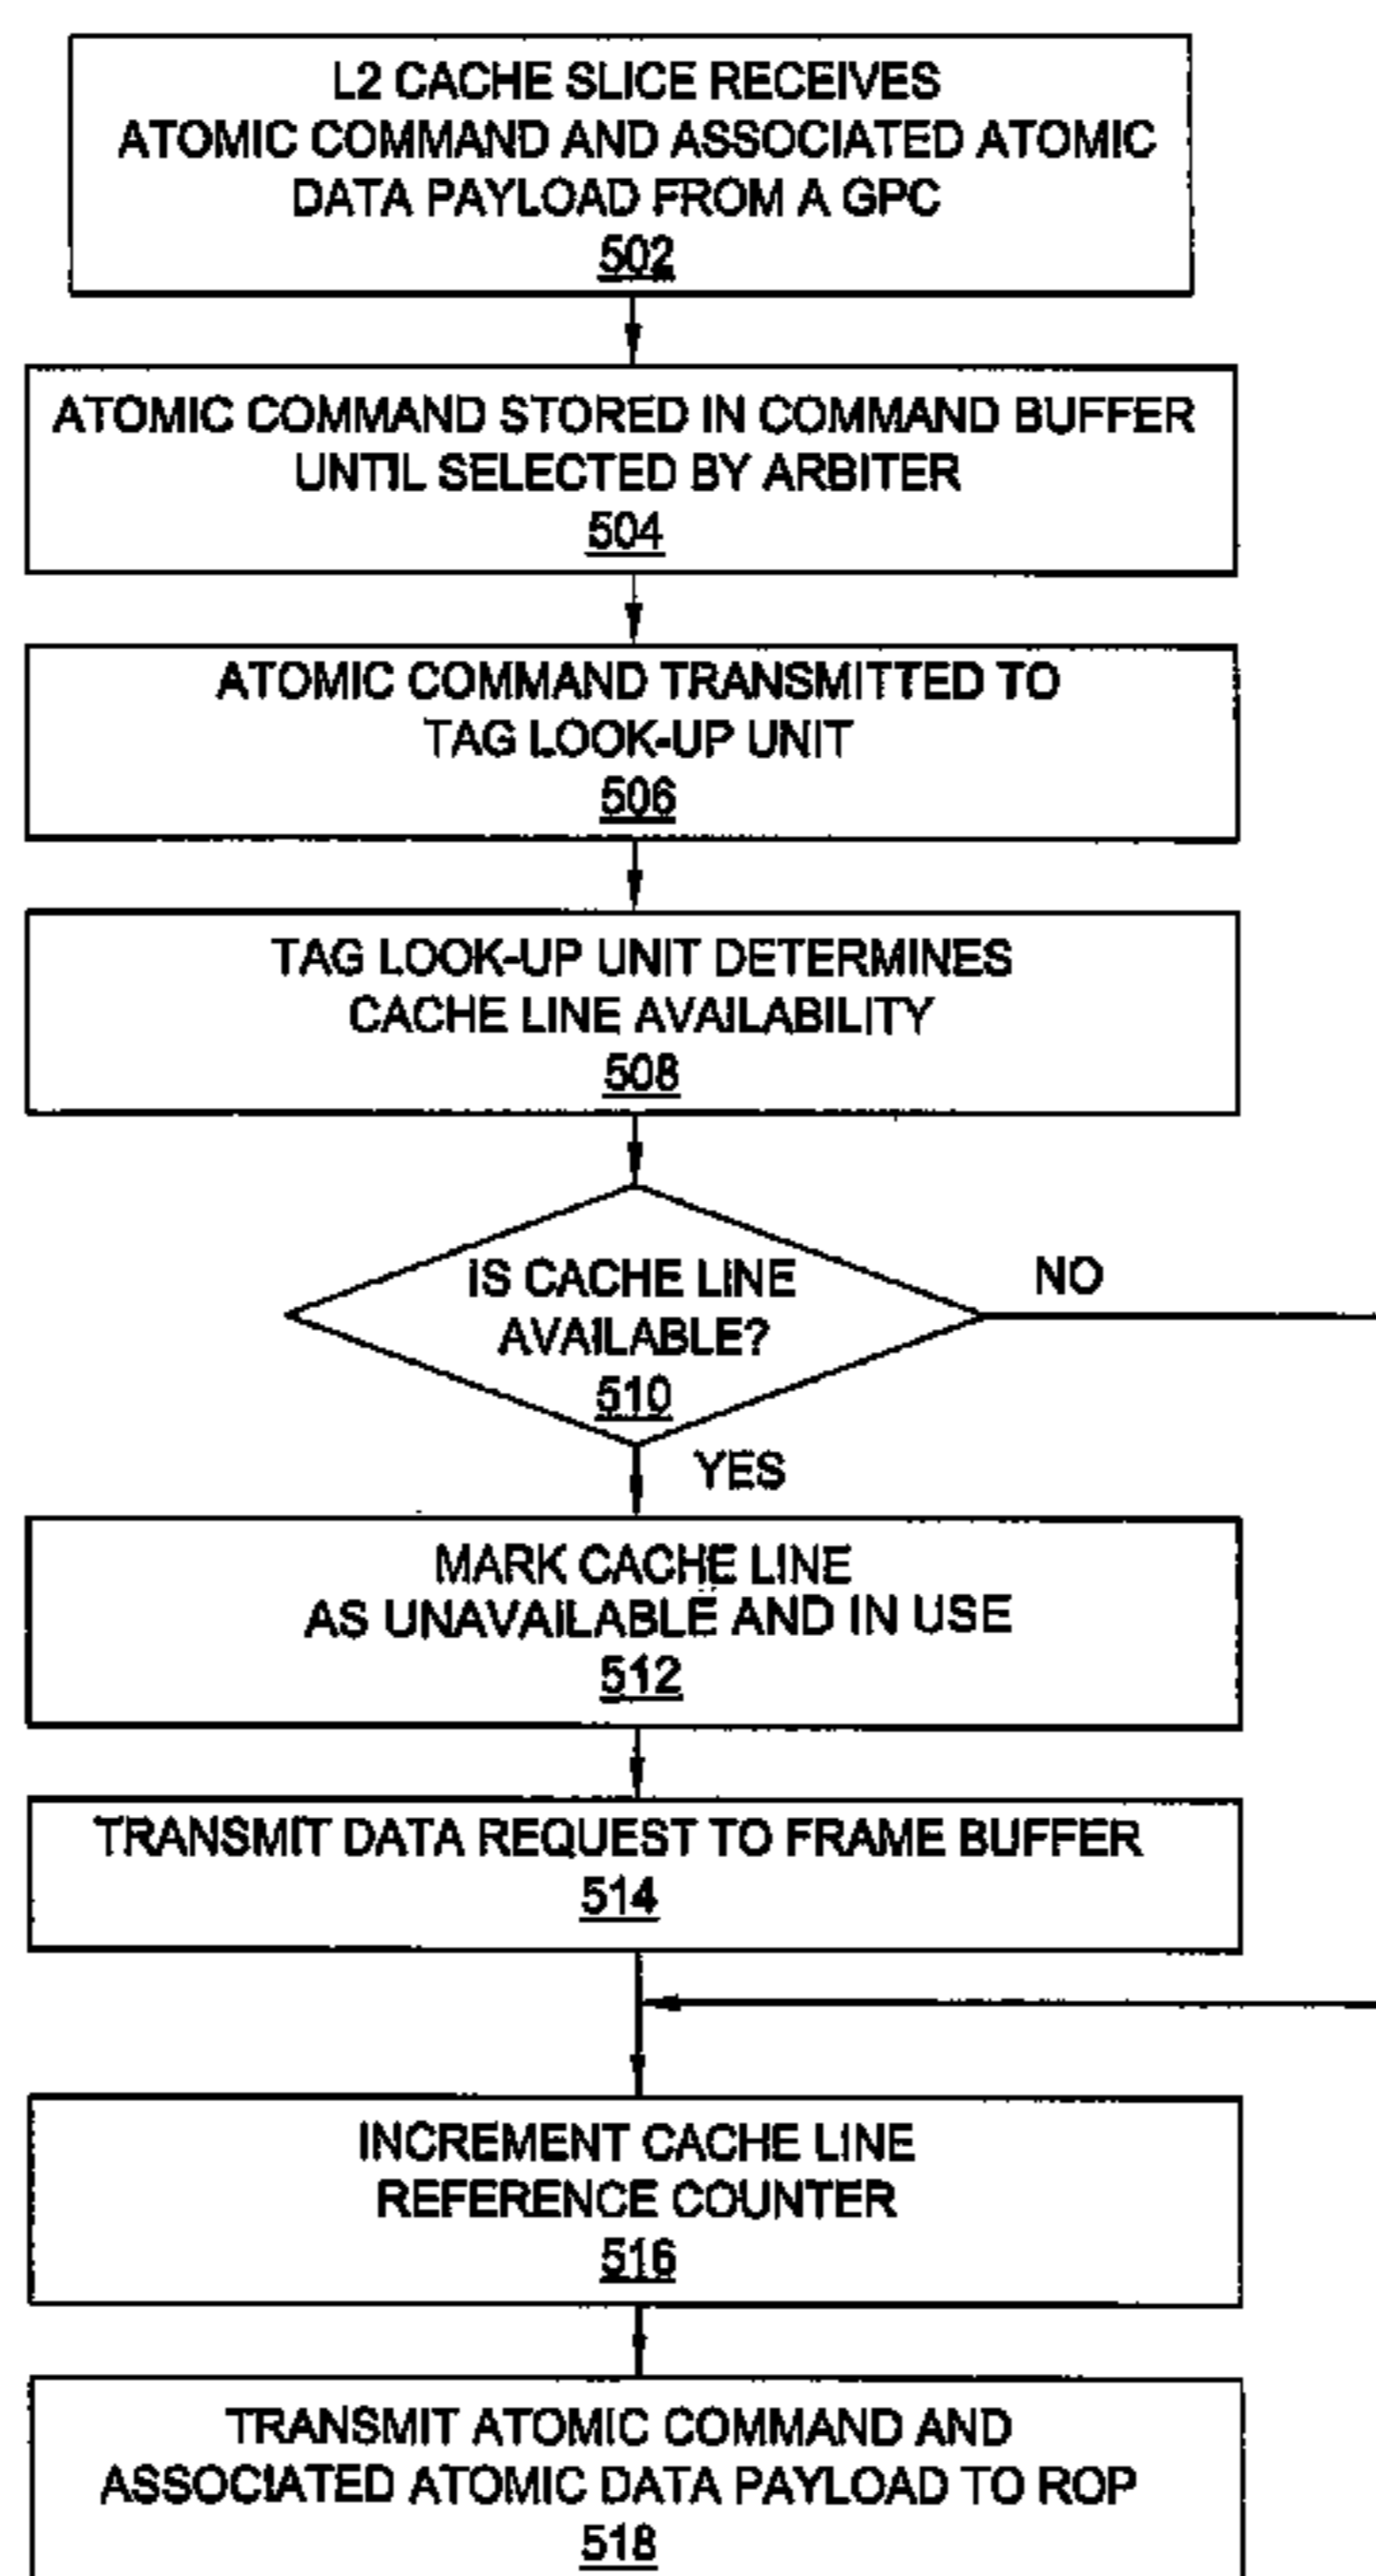 L2 CACHE SLICE RECEIVES
ATOMIC COMMAND AND ASSOCIATED ATOMIC
DATA PAYLOAD FROM A GPC
502
ATOMIC COMMAND STORED IN COMMAND BUFFER
UNTIL SELECTED BY ARBITER
504
ATOMIC COMMAND TRANSMITTED TO
TAG LOOK-UP UNIT
506
TAG LOOK-UP UNIT DETERMINES
CACHE LINE AVAILABILITY
508
IS CACHE LINE
AVAILABLE?
510
NO
YES
MARK CACHE LINE
AS UNAVAILABLE AND IN USE
512
TRANSMIT DATA REQUEST TO FRAME BUFFER
514
INCREMENT CACHE LINE
REFERENCE COUNTER
516
TRANSMIT ATOMIC COMMAND AND
ASSOCIATED ATOMIC DATA PAYLOAD TO ROP
518